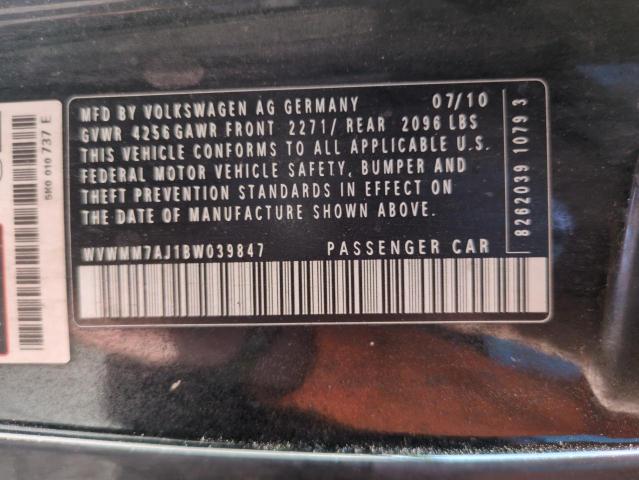 MFD BY VOLKSWAGEN AG GERMANY 07/10
GVWR 4256 GAWR FRONT 2271/ REAR 2096 LBS
THIS VEHICLE CONFORMS TO ALL APPLICABLE U.S.
FEDERAL MOTOR VEHICLE SAFETY, BUMPER AND
THEFT PREVENTION STANDARDS IN EFFECT ON
THE DATE OF MANUFACTURE SHOWN ABOVE.
WVWMM7AJ1BW039847 PASSENGER CAR
8262039 1079 3
5K0 010 737 E